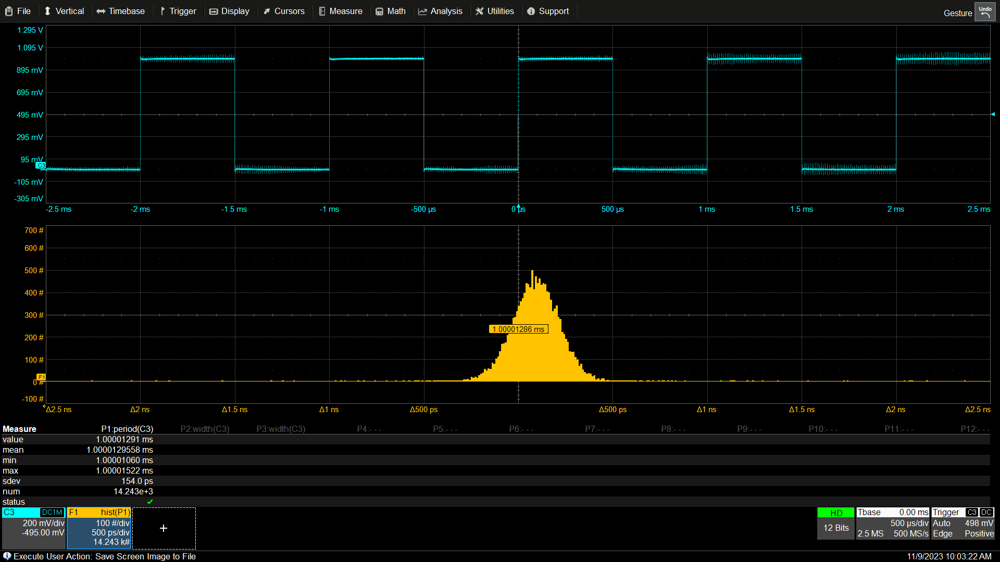 File Vertical Timebase Trigger Display Cursors Measure Math Analysis Utilities Support Gesture Undo
1.295 V
1.095 V
895 mV
695 mV
495 mV
295 mV
95 mV
C3
-105 mV
-305 mV
-2.5 ms -2 ms -1.5 ms -1 ms -500 µs 0 µs 500 µs 1 ms 1.5 ms 2 ms 2.5 ms
700 #
600 #
500 #
400 #
300 #
1.00001286 ms
200 #
100 #
F1
0 #
-100 #
Δ2.5 ns Δ2 ns Δ1.5 ns Δ1 ns Δ500 ps Δ500 ps Δ1 ns Δ1.5 ns Δ2 ns Δ2.5 ns
Measure P1:period(C3) P2:width(C3) P3:width(C3) P4:- - - P5:- - - P6:- - - P7:- - - P8:- - - P9:- - - P10:- - - P11:- - - P12:- - -
value 1.00001291 ms
mean 1.0000129558 ms
min 1.00001060 ms
max 1.00001522 ms
sdev 154.0 ps
num 14.243e+3
status
C3 DC1M F1 hist(P1) HD Tbase 0.00 ms Trigger C3 DC
200 mV/div 100 #/div 500 µs/div Auto 498 mV
-495.00 mV 500 ps/div 12 Bits 2.5 MS 500 MS/s Edge Positive
14.243 k#
+
Execute User Action: Save Screen Image to File 11/9/2023 10:03:22 AM